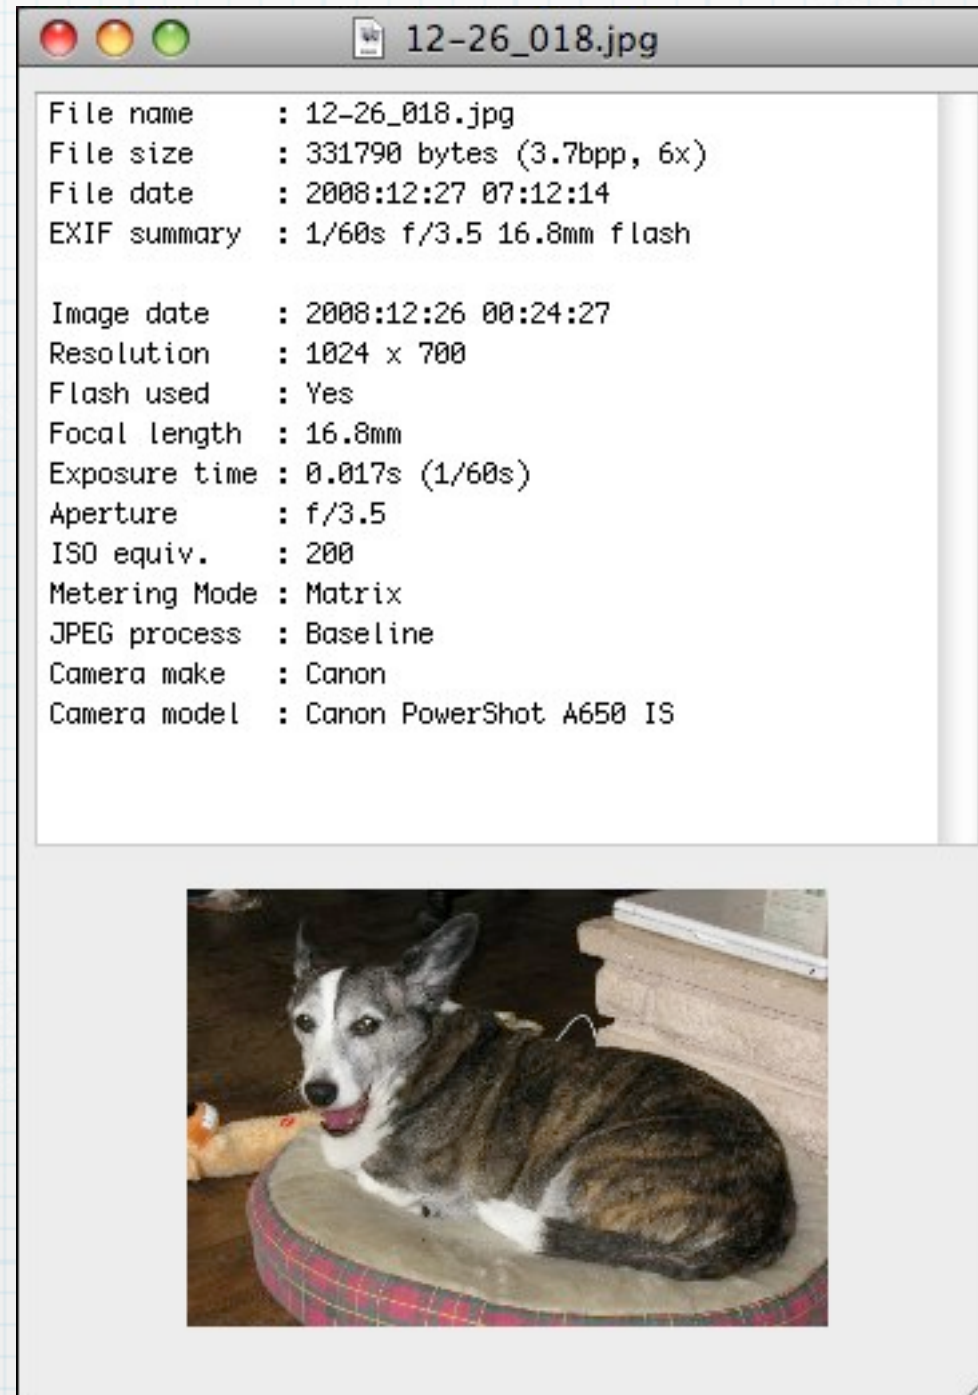 12-26_018.jpg
File name : 12-26_018.jpg
File size : 331790 bytes (3.7bpp, 6x)
File date : 2008:12:27 07:12:14
EXIF summary : 1/60s f/3.5 16.8mm flash
Image date : 2008:12:26 00:24:27
Resolution : 1024 x 700
Flash used : Yes
Focal length : 16.8mm
Exposure time : 0.017s (1/60s)
Aperture : f/3.5
ISO equiv. : 200
Metering Mode : Matrix
JPEG process : Baseline
Camera make : Canon
Camera model : Canon PowerShot A650 IS